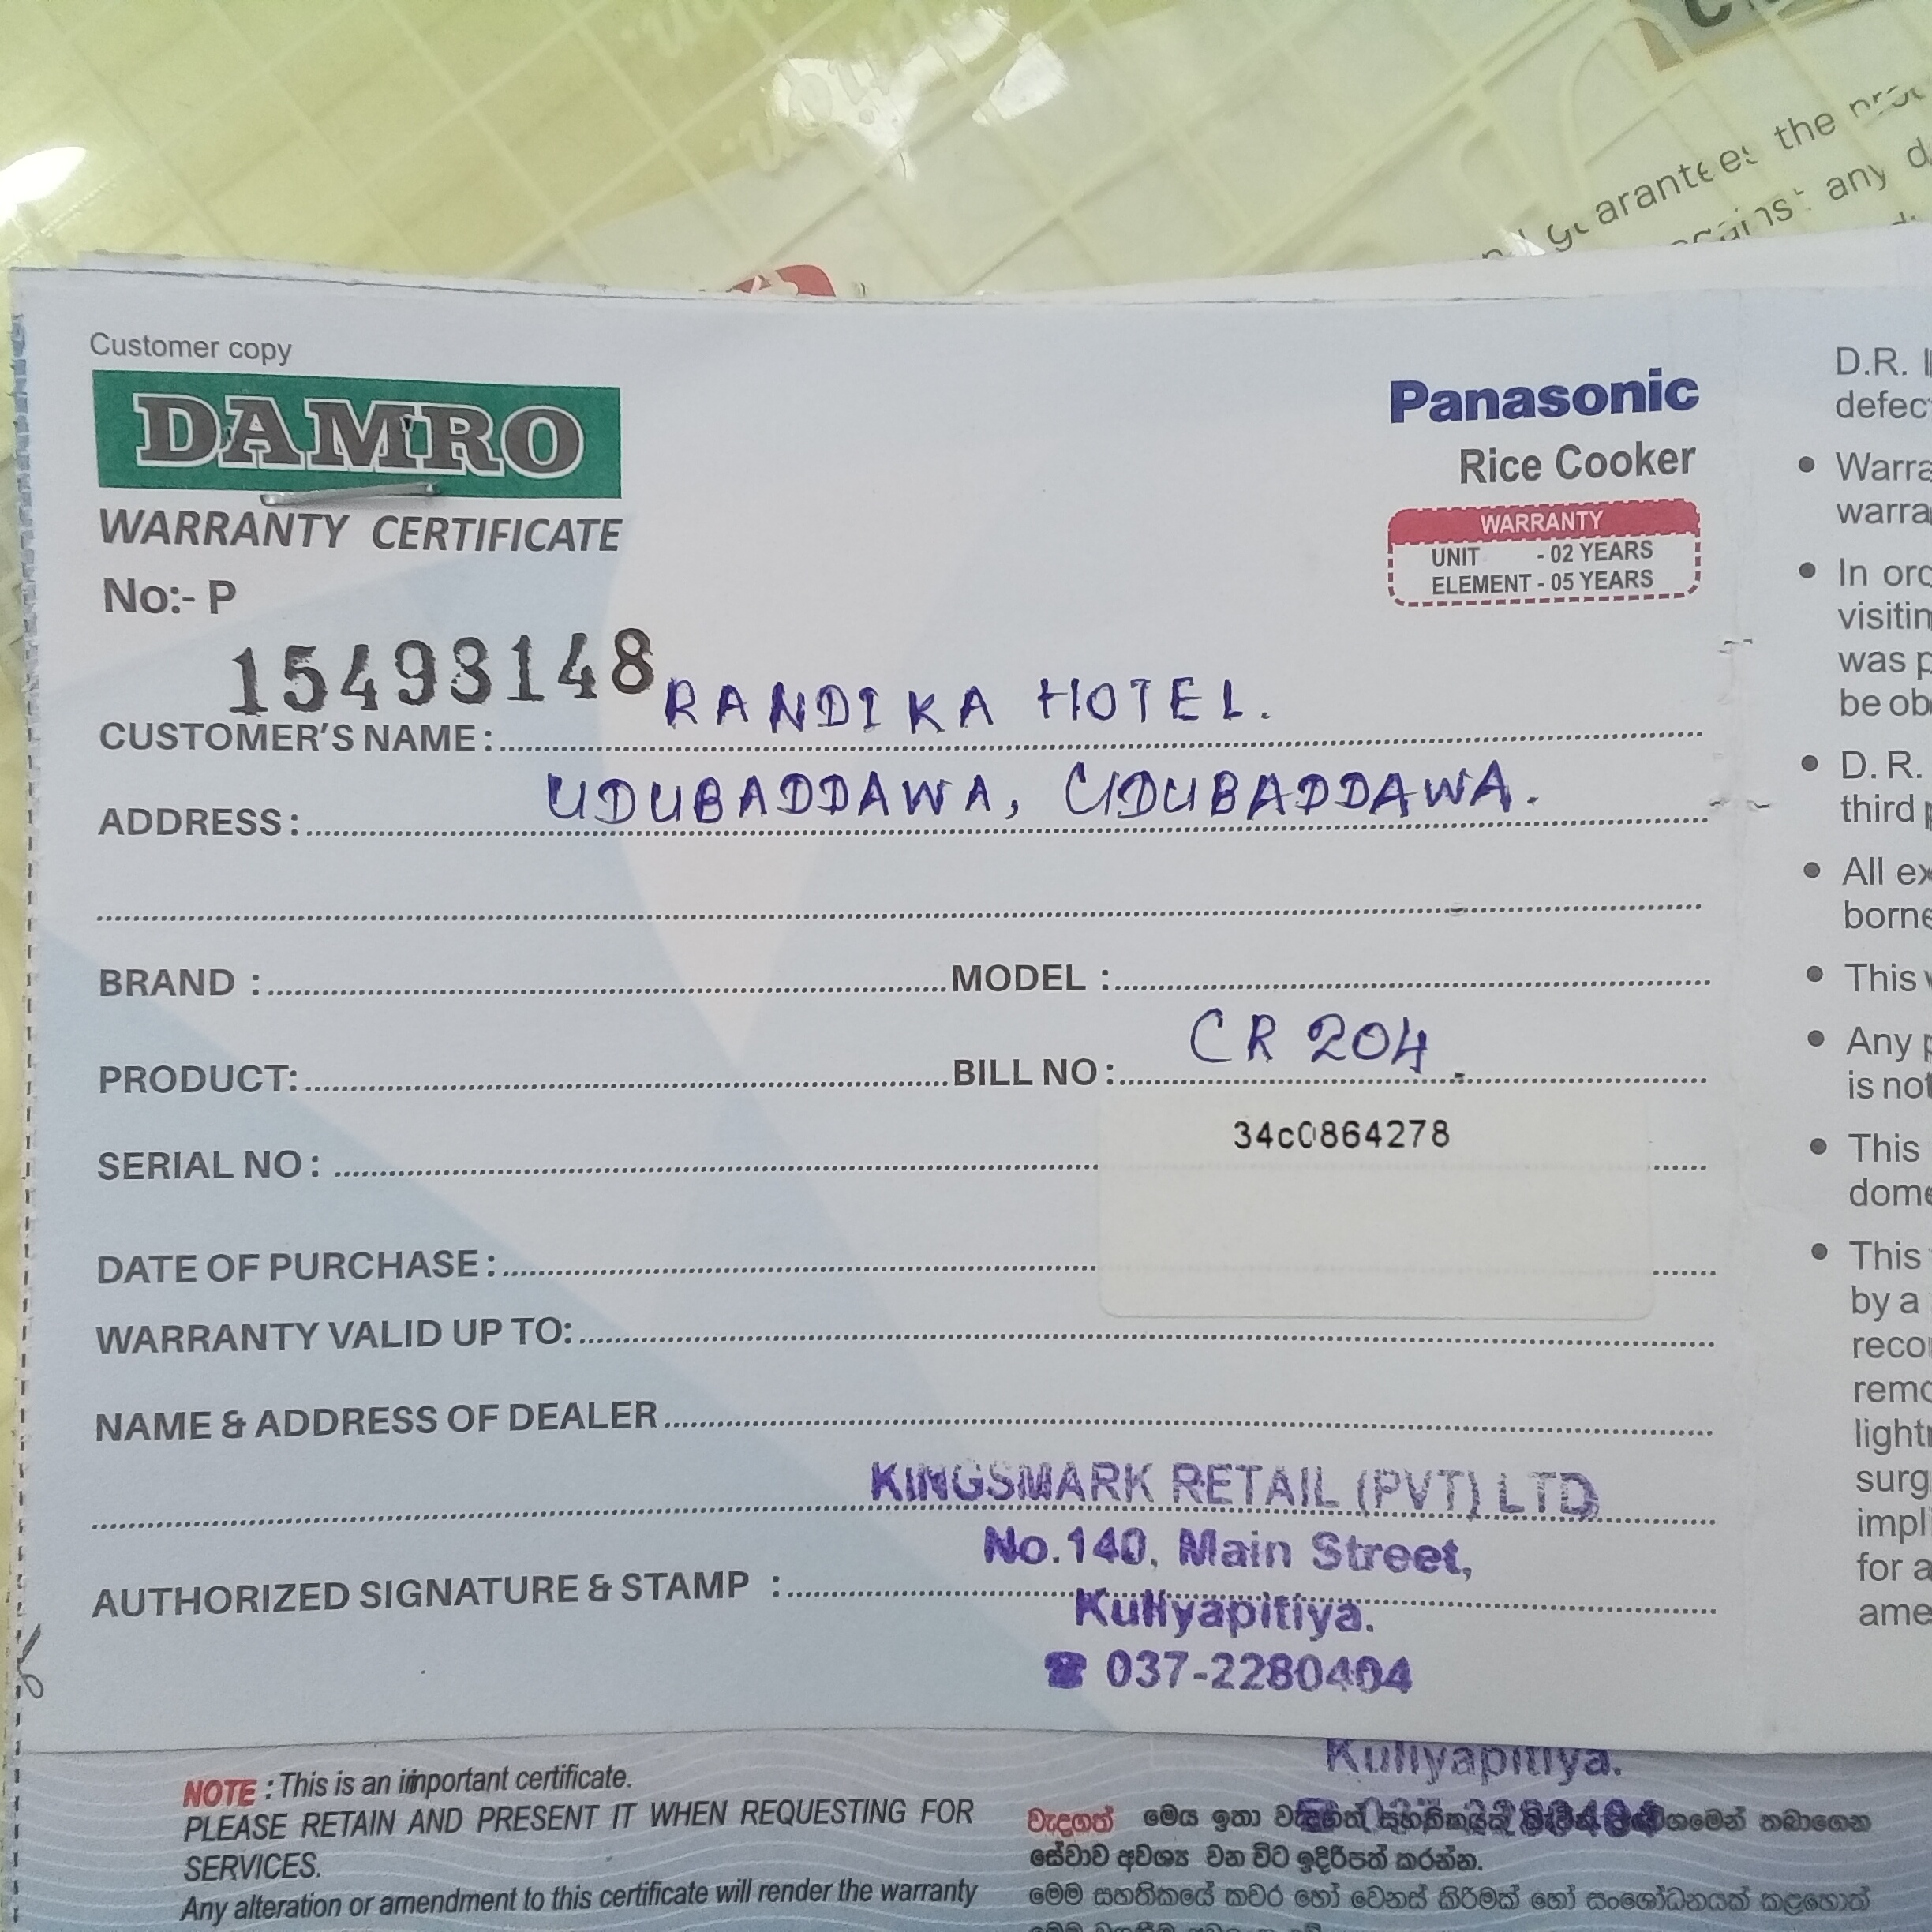 guarantees the
against any
Customer copy
DAMRO
WARRANTY CERTIFICATE
No:- P
15493148
Panasonic
Rice Cooker
WARRANTY
UNIT - 02 YEARS
ELEMENT - 05 YEARS
CUSTOMER'S NAME : RANDIKA HOTEL.
ADDRESS : UDUBADDAWA, UDUBADDAWA.
BRAND : MODEL :
PRODUCT: BILL NO : CR 204.
34c0864278
SERIAL NO :
DATE OF PURCHASE :
WARRANTY VALID UP TO:
NAME & ADDRESS OF DEALER
KINGSMARK RETAIL (PVT) LTD
No.140, Main Street,
AUTHORIZED SIGNATURE & STAMP :
Kuliyapitiya.
☎ 037-2280404
D.R.
defec
• Warra
warra
• In ord
visitin
was p
be ob
• D. R.
third
• All ex
borne
• This
• Any p
is not
• This
dome
• This
by a
reco
remo
light
surg
impli
for a
ame
Kuliyapitiya.
NOTE : This is an important certificate.
PLEASE RETAIN AND PRESENT IT WHEN REQUESTING FOR
SERVICES.
Any alteration or amendment to this certificate will render the warranty
වැදගත් මෙය ඉතා තබාගෙන
සේවාව අවශ්‍ය වන විට ඉදිරිපත් කරන්න.
මෙම සහතිකයේ කවර හෝ වෙනස් කිරීමක් හෝ සංශෝධනයක් කළහොත්